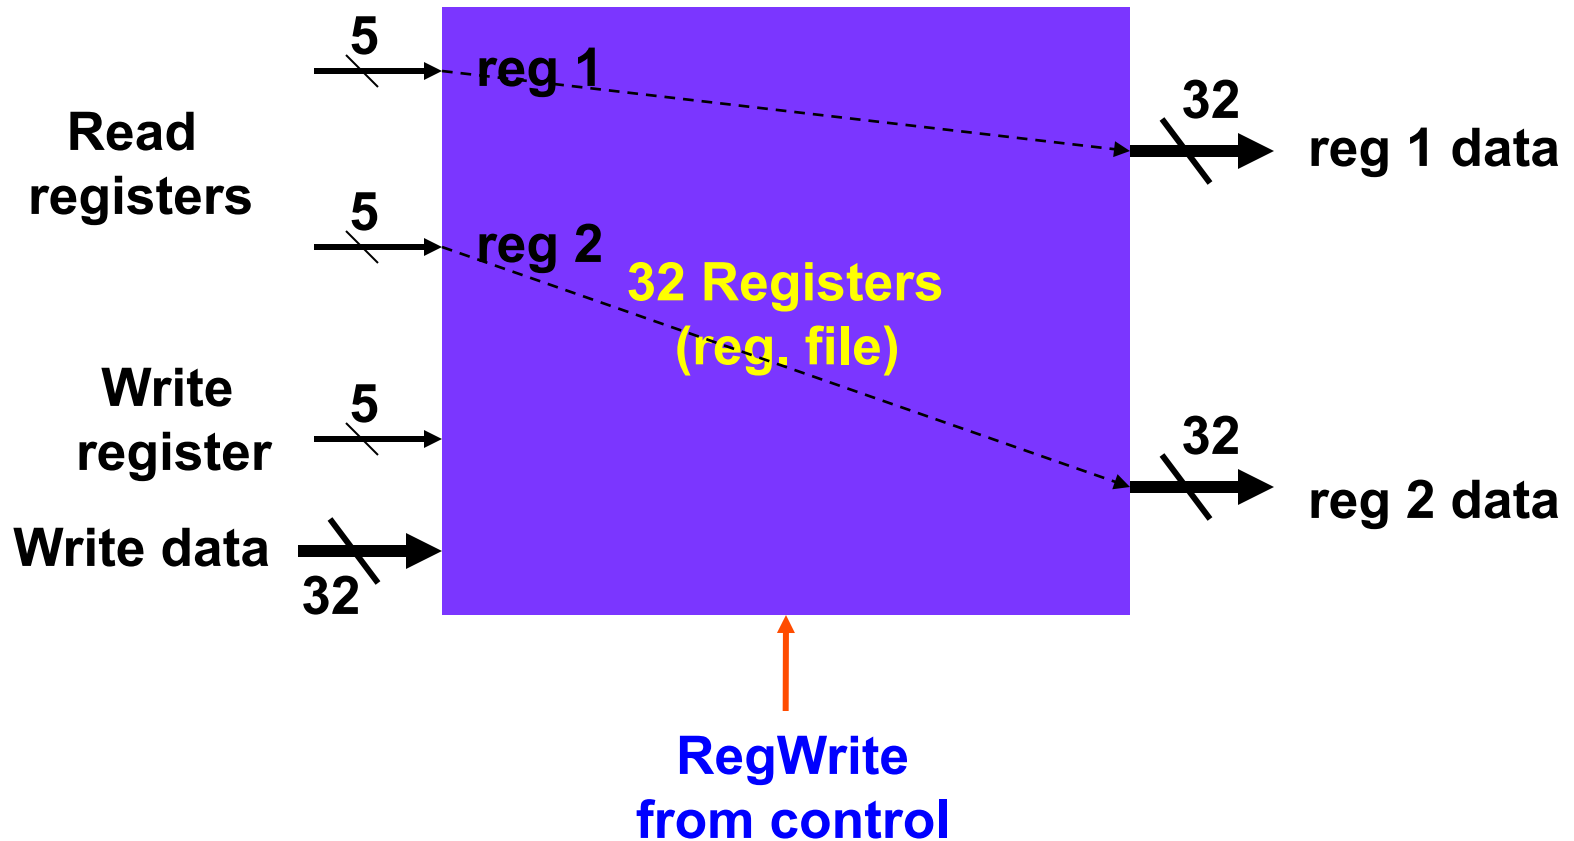 5
reg 1
32
reg 1 data
Read
registers
5
reg 2
32 Registers
(reg. file)
Write
register
5
32
reg 2 data
Write data
32
RegWrite
from control